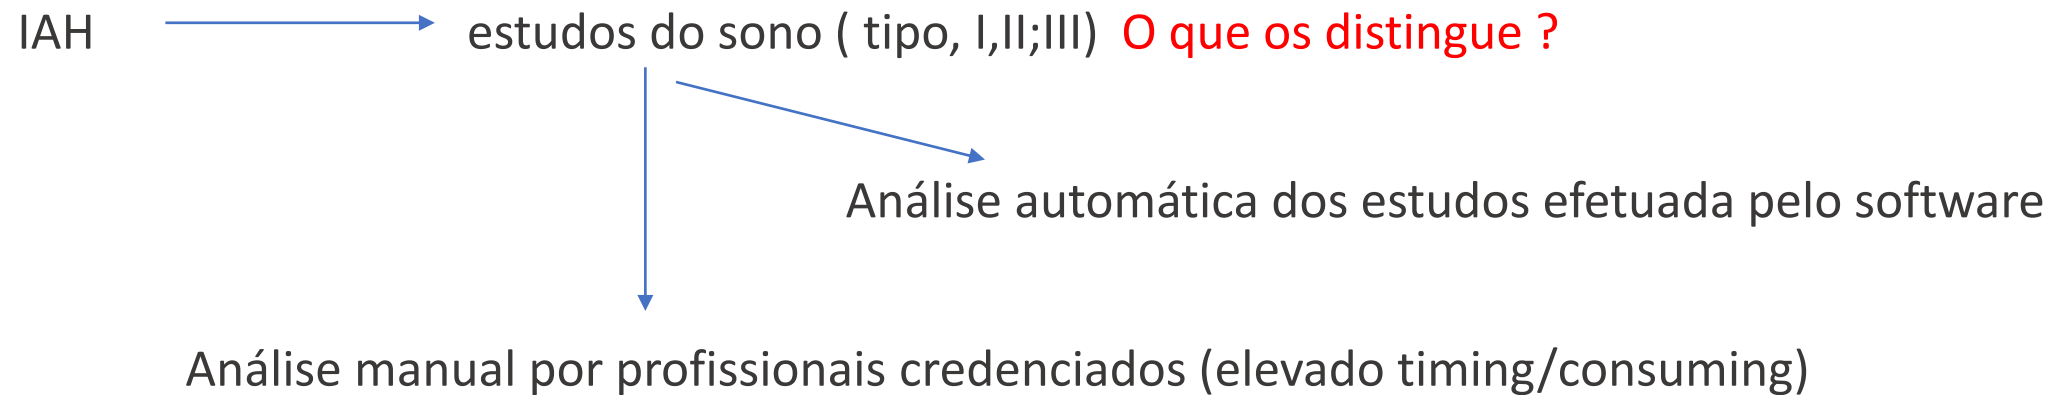 IAH estudos do sono ( tipo, I,II;III) O que os distingue ?
Análise automática dos estudos efetuada pelo software
Análise manual por profissionais credenciados (elevado timing/consuming)